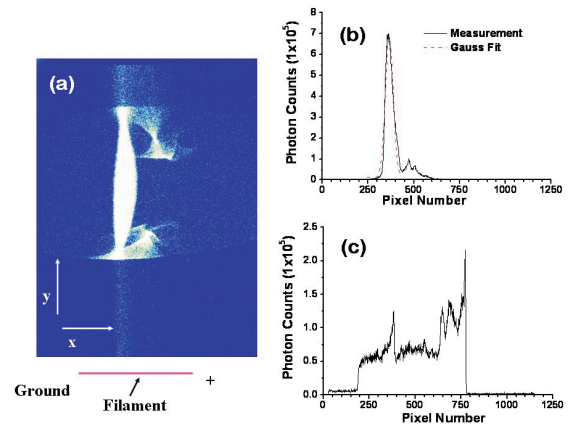 (a)
y
x
Ground
+
Filament
(b)
Measurement
Gauss Fit
Photon Counts (1x10⁵)
8
7
6
5
4
3
2
1
0
0 250 500 750 1000 1250
Pixel Number
(c)
Photon Counts (1x10⁵)
2.5
2.0
1.5
1.0
0.5
0.0
0 250 500 750 1000 1250
Pixel Number